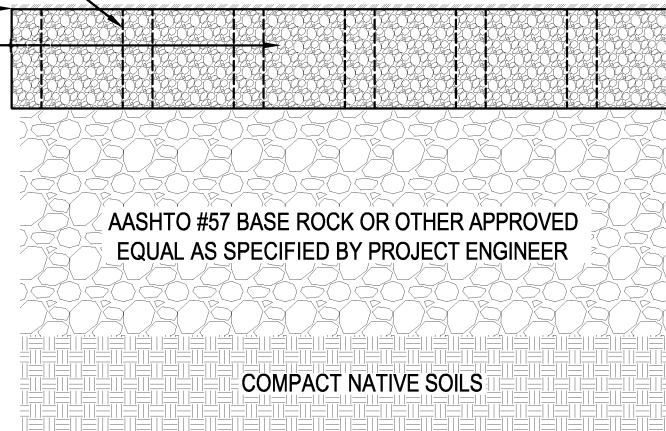 AASHTO #57 BASE ROCK OR OTHER APPROVED
EQUAL AS SPECIFIED BY PROJECT ENGINEER
COMPACT NATIVE SOILS